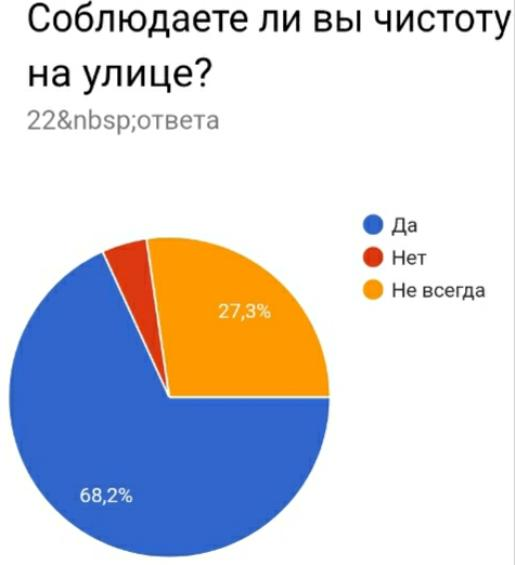 Соблюдаете ли вы чистоту
на улице?
22&nbsp;ответа
Да
Нет
Не всегда
27,3%
68,2%